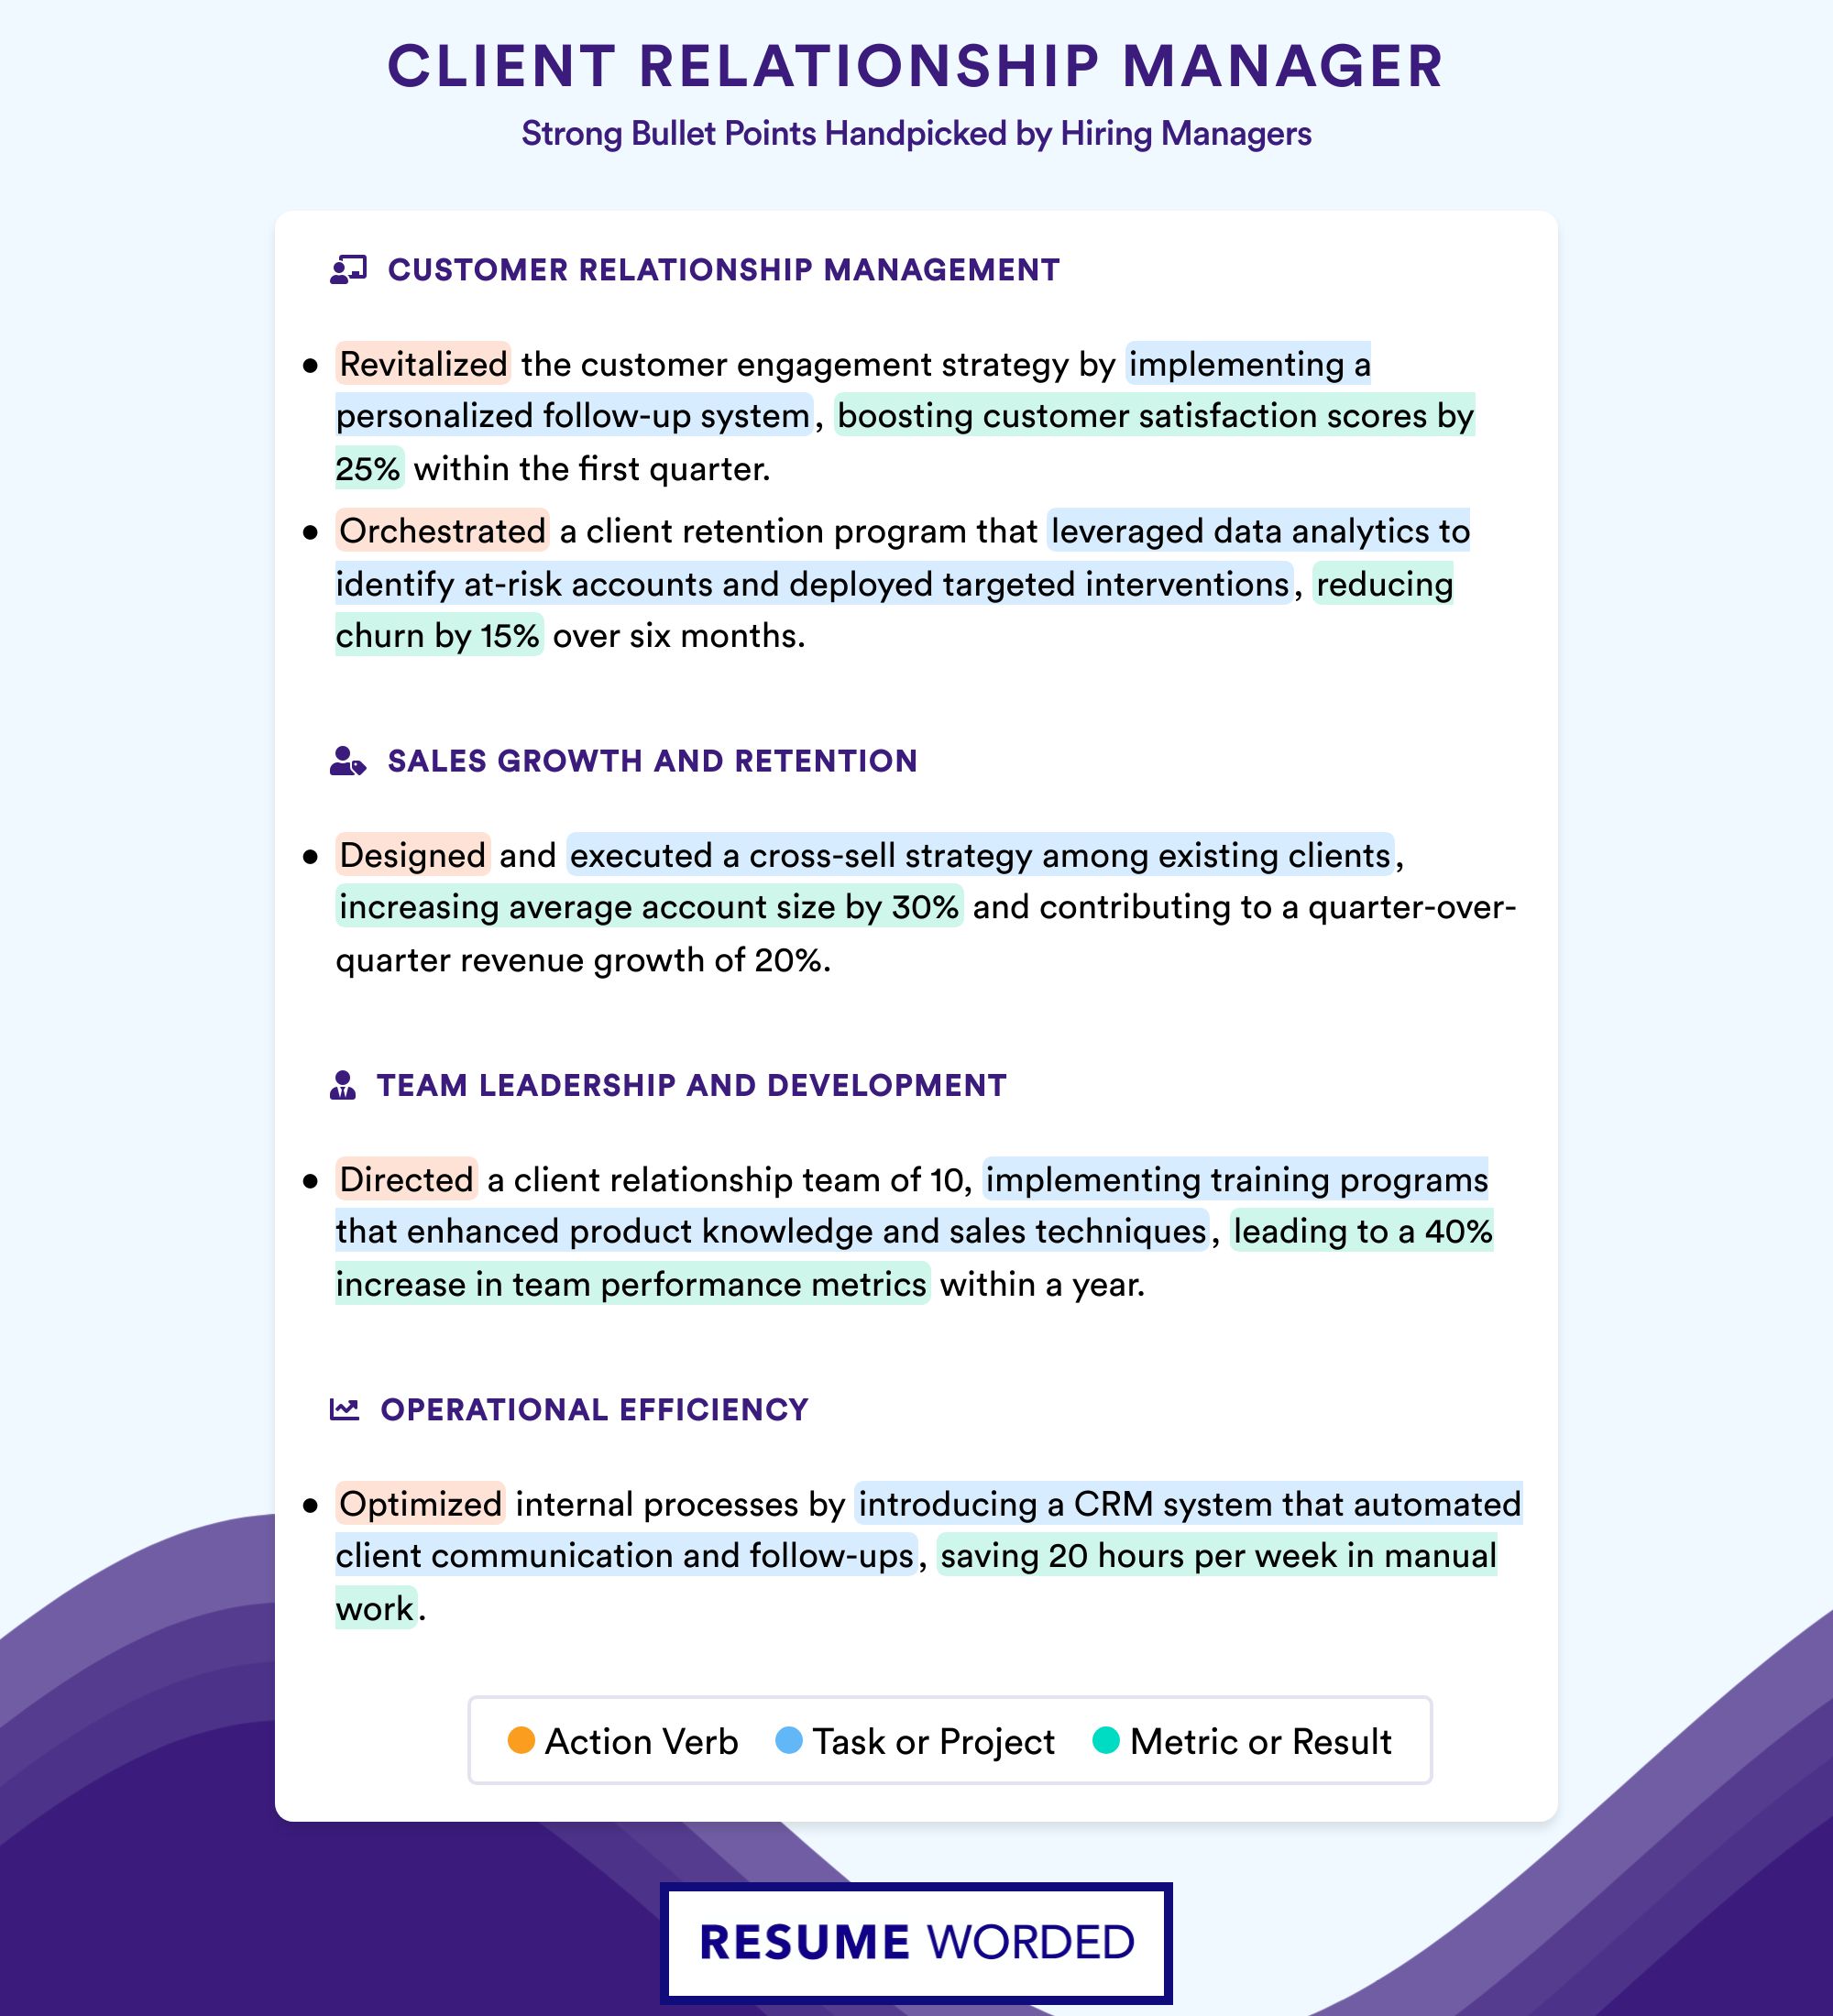 CLIENT RELATIONSHIP MANAGER
Strong Bullet Points Handpicked by Hiring Managers
CUSTOMER RELATIONSHIP MANAGEMENT
● Revitalized the customer engagement strategy by implementing a
personalized follow-up system, boosting customer satisfaction scores by
25% within the first quarter.
● Orchestrated a client retention program that leveraged data analytics to
identify at-risk accounts and deployed targeted interventions, reducing
churn by 15% over six months.
SALES GROWTH AND RETENTION
● Designed and executed a cross-sell strategy among existing clients,
increasing average account size by 30% and contributing to a quarter-over-
quarter revenue growth of 20%.
TEAM LEADERSHIP AND DEVELOPMENT
● Directed a client relationship team of 10, implementing training programs
that enhanced product knowledge and sales techniques, leading to a 40%
increase in team performance metrics within a year.
OPERATIONAL EFFICIENCY
● Optimized internal processes by introducing a CRM system that automated
client communication and follow-ups, saving 20 hours per week in manual
work.
Action Verb Task or Project Metric or Result
RESUME WORDED